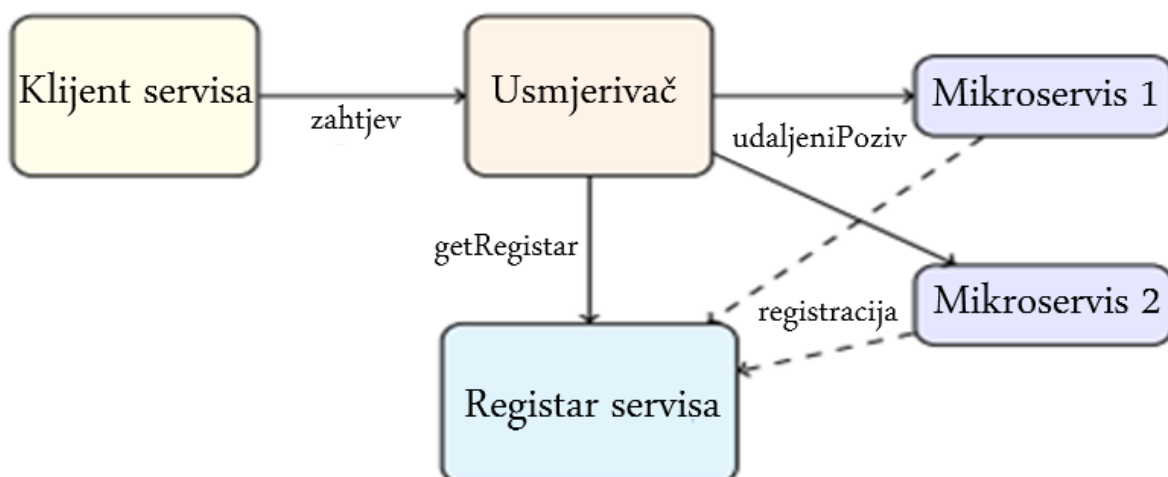 Klijent servisa
zahtjev
Usmjerivač
Mikroservis 1
udaljeniPoziv
getRegistar
registracija
Mikroservis 2
Registar servisa